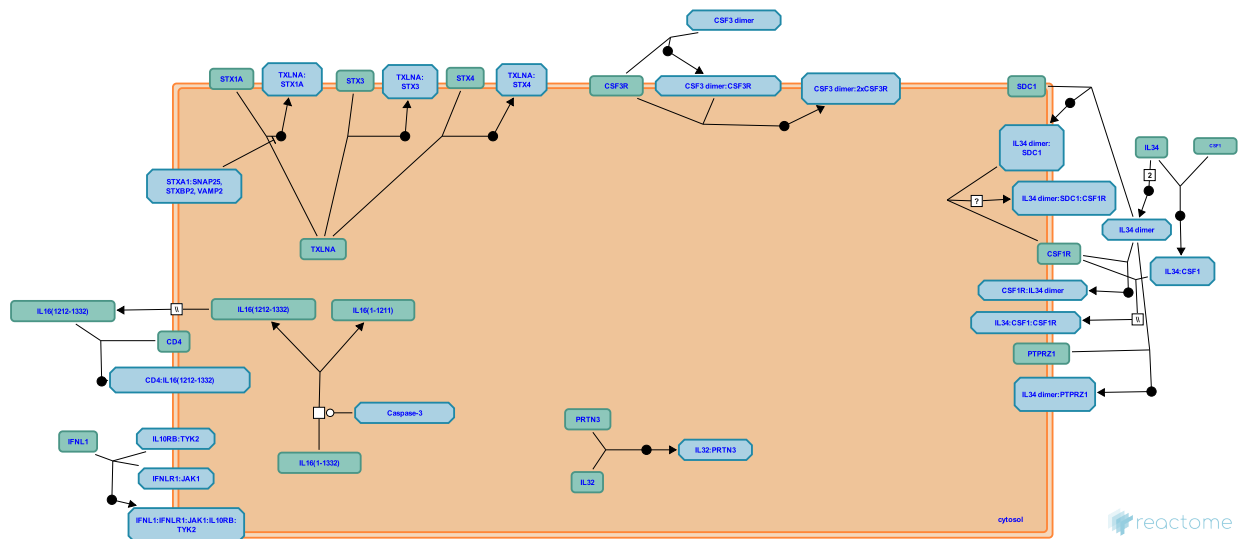 CSF3 dimer
STX1A
TXLNA:
STX1A
STX3
TXLNA:
STX3
STX4
TXLNA:
STX4
CSF3R
CSF3 dimer:CSF3R
CSF3 dimer:2xCSF3R
SDC1
IL34 dimer:
SDC1
IL34
CSF1
2
STXA1:SNAP25,
STXBP2, VAMP2
?
IL34 dimer:SDC1:CSF1R
IL34 dimer
TXLNA
CSF1R
IL34:CSF1
CSF1R:IL34 dimer
IL16(1212-1332)
\\
IL16(1212-1332)
IL16(1-1211)
IL34:CSF1:CSF1R
\\
CD4
PTPRZ1
CD4:IL16(1212-1332)
IL34 dimer:PTPRZ1
Caspase-3
PRTN3
IFNL1
IL10RB:TYK2
IL32:PRTN3
IL16(1-1332)
IFNLR1:JAK1
IL32
IFNL1:IFNLR1:JAK1:IL10RB:
TYK2
cytosol
reactome